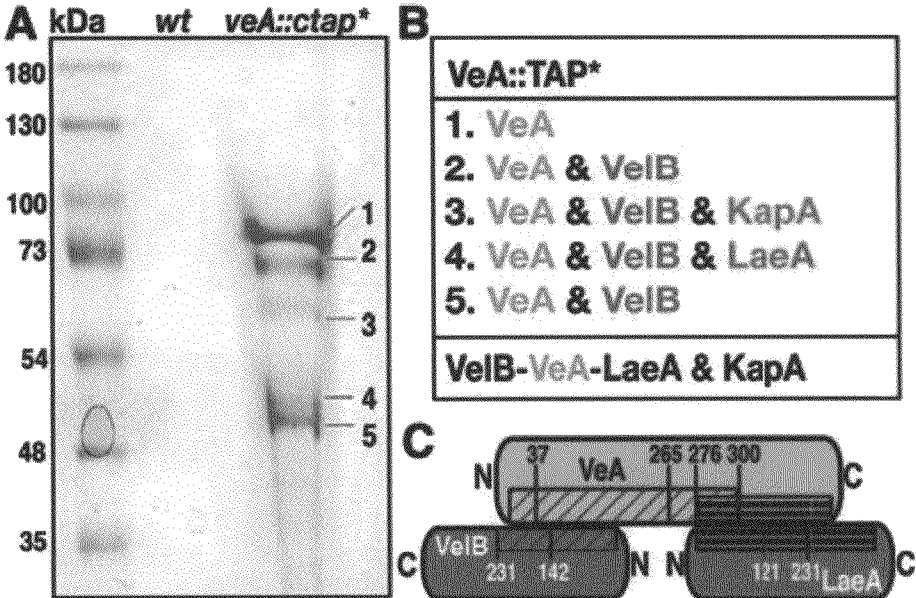 A
kDa wt veA::ctap*
180
130
100
73
54
48
35
1
2
3
4
5
B
VeA::TAP*
1. VeA
2. VeA & VelB
3. VeA & VelB & KapA
4. VeA & VelB & LaeA
5. VeA & VelB
VelB-VeA-LaeA & KapA
C
37 265 276 300
N VeA C
VelB
C N N C
231 142 121 231 LaeA